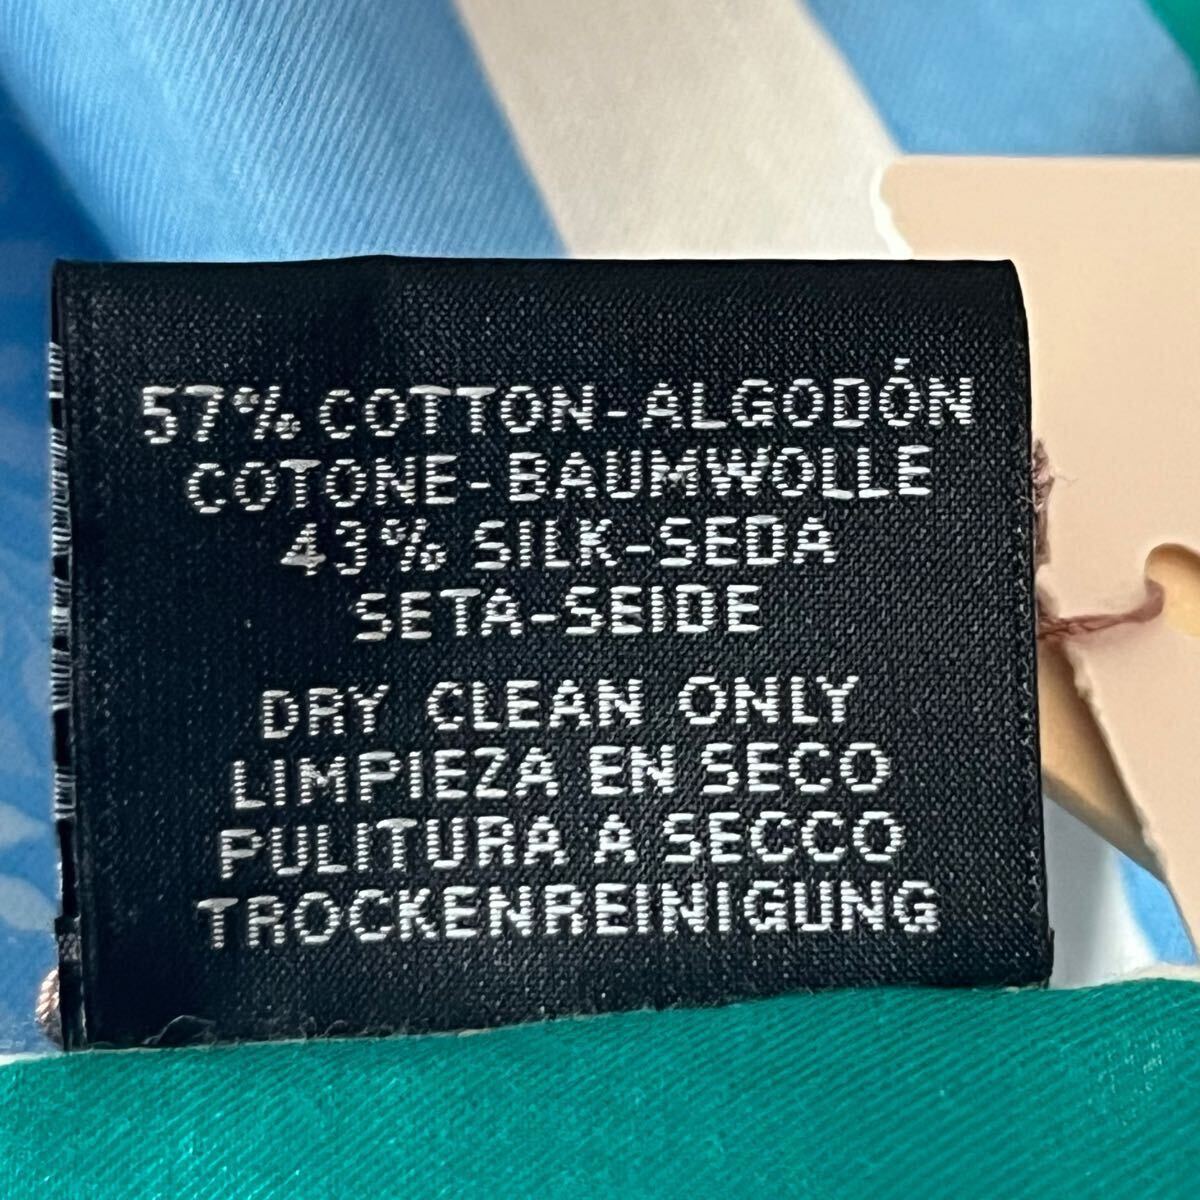 57% COTTON-ALGODÓN
COTONE-BAUMWOLLE
43% SILK-SEDA
SETA-SEIDE
DRY CLEAN ONLY
LIMPIEZA EN SECO
PULITURA A SECCO
TROCKENREINIGUNG